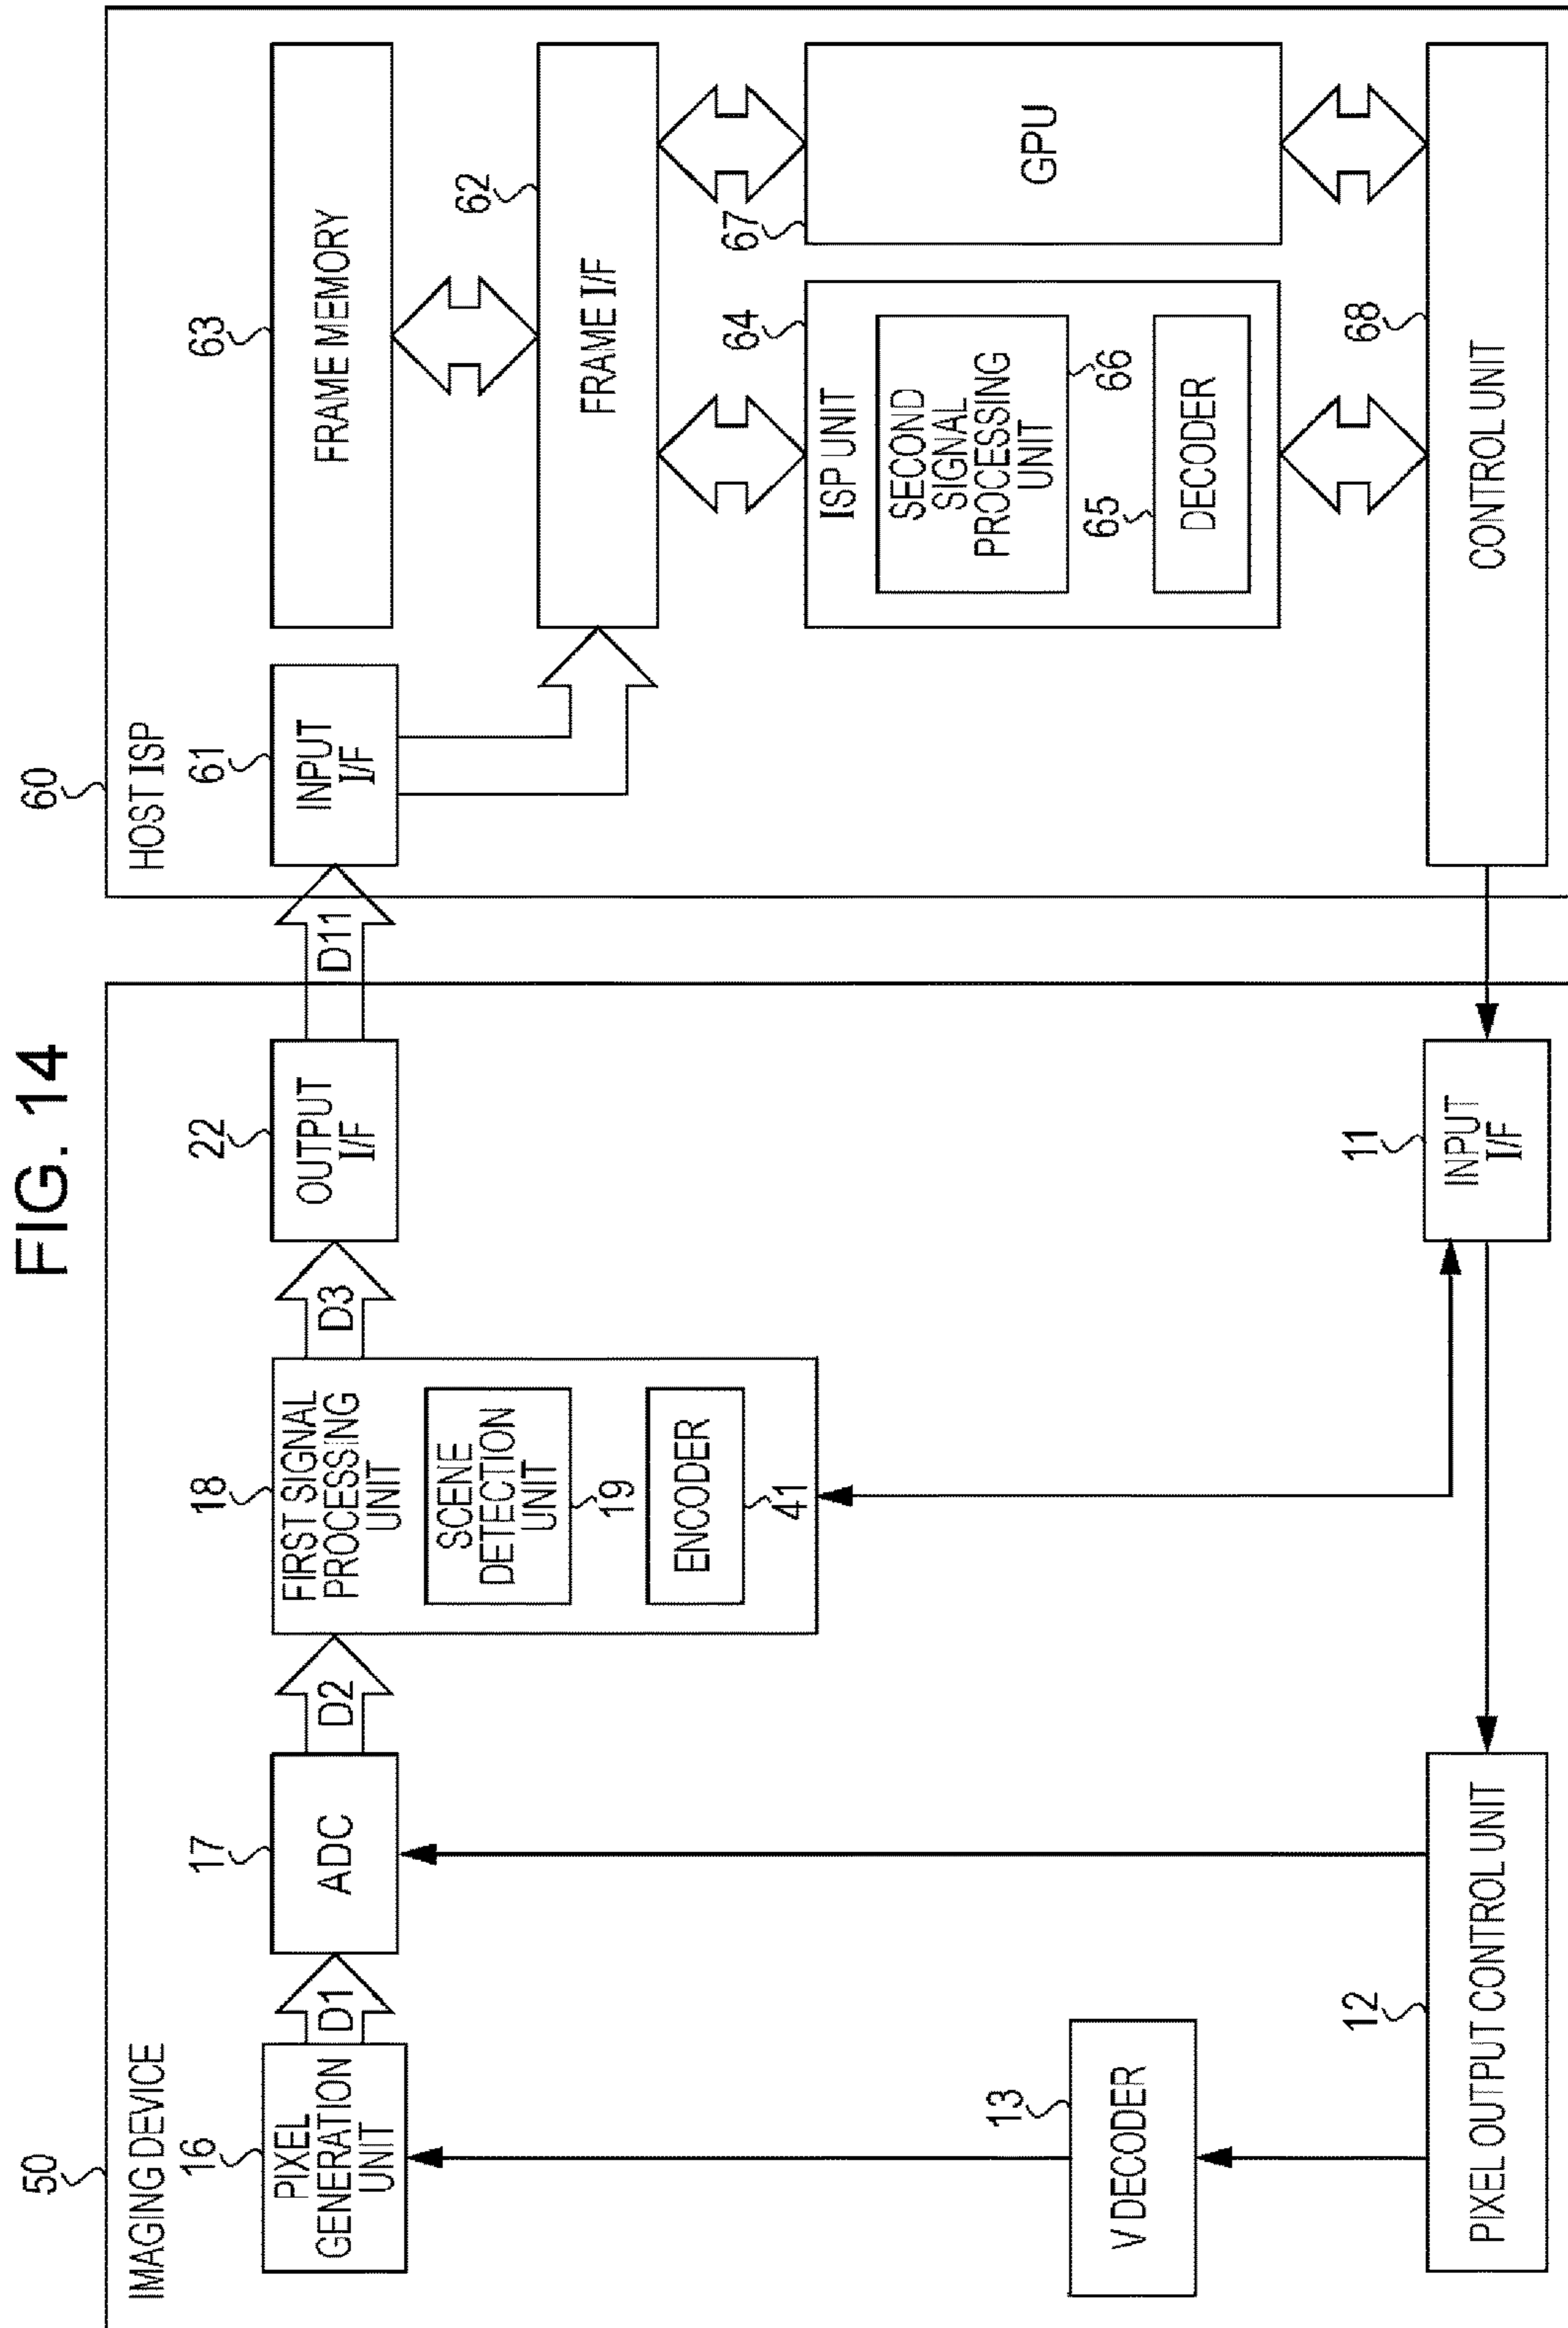 FIG. 14
50
IMAGING DEVICE
16
PIXEL
GENERATION
UNIT
D1
17
ADC
D2
18
FIRST SIGNAL
PROCESSING
UNIT
SCENE
DETECTION
UNIT
19
ENCODER
41
D3
22
OUTPUT
I/F
D11
13
V DECODER
12
PIXEL OUTPUT CONTROL UNIT
11
INPUT
I/F
60
HOST ISP
61
INPUT
I/F
63
FRAME MEMORY
62
FRAME I/F
64
ISP UNIT
SECOND
SIGNAL
PROCESSING
UNIT
66
65
DECODER
67
GPU
68
CONTROL UNIT